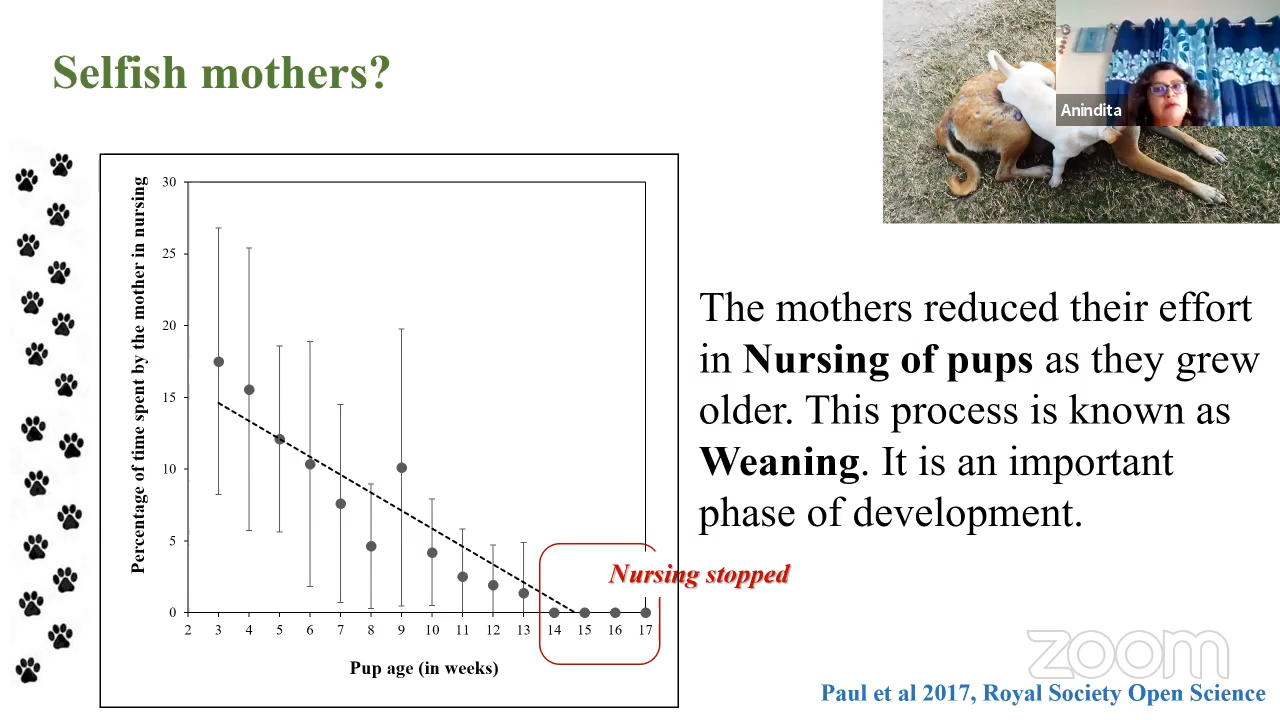 Selfish mothers?
Anindita
Percentage of time spent by the mother in nursing
30
25
20
15
10
5
0
2 3 4 5 6 7 8 9 10 11 12 13 14 15 16 17
Pup age (in weeks)
Nursing stopped
The mothers reduced their effort
in Nursing of pups as they grew
older. This process is known as
Weaning. It is an important
phase of development.
zoom
Paul et al 2017, Royal Society Open Science